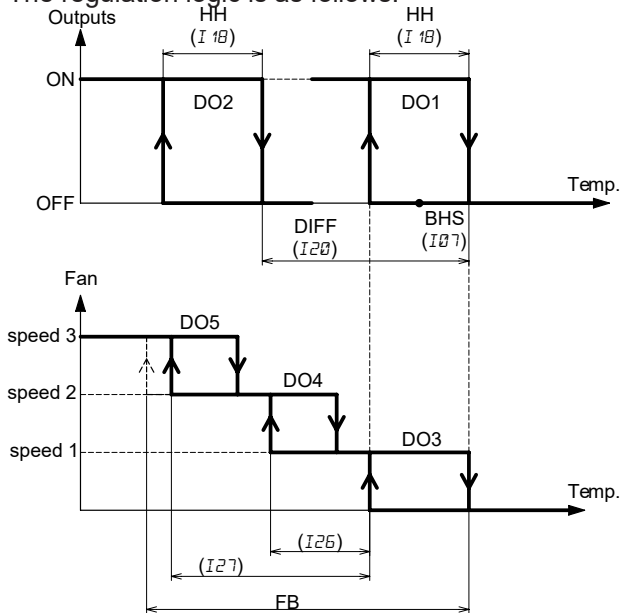 The regulation logic is as follows:
Outputs
HH
(I18)
HH
(I18)
ON
DO2
DO1
OFF
Temp.
DIFF
(I20)
BHS
(I07)
Fan
speed 3
DO5
speed 2
DO4
speed 1
DO3
Temp.
(I26)
(I27)
FB